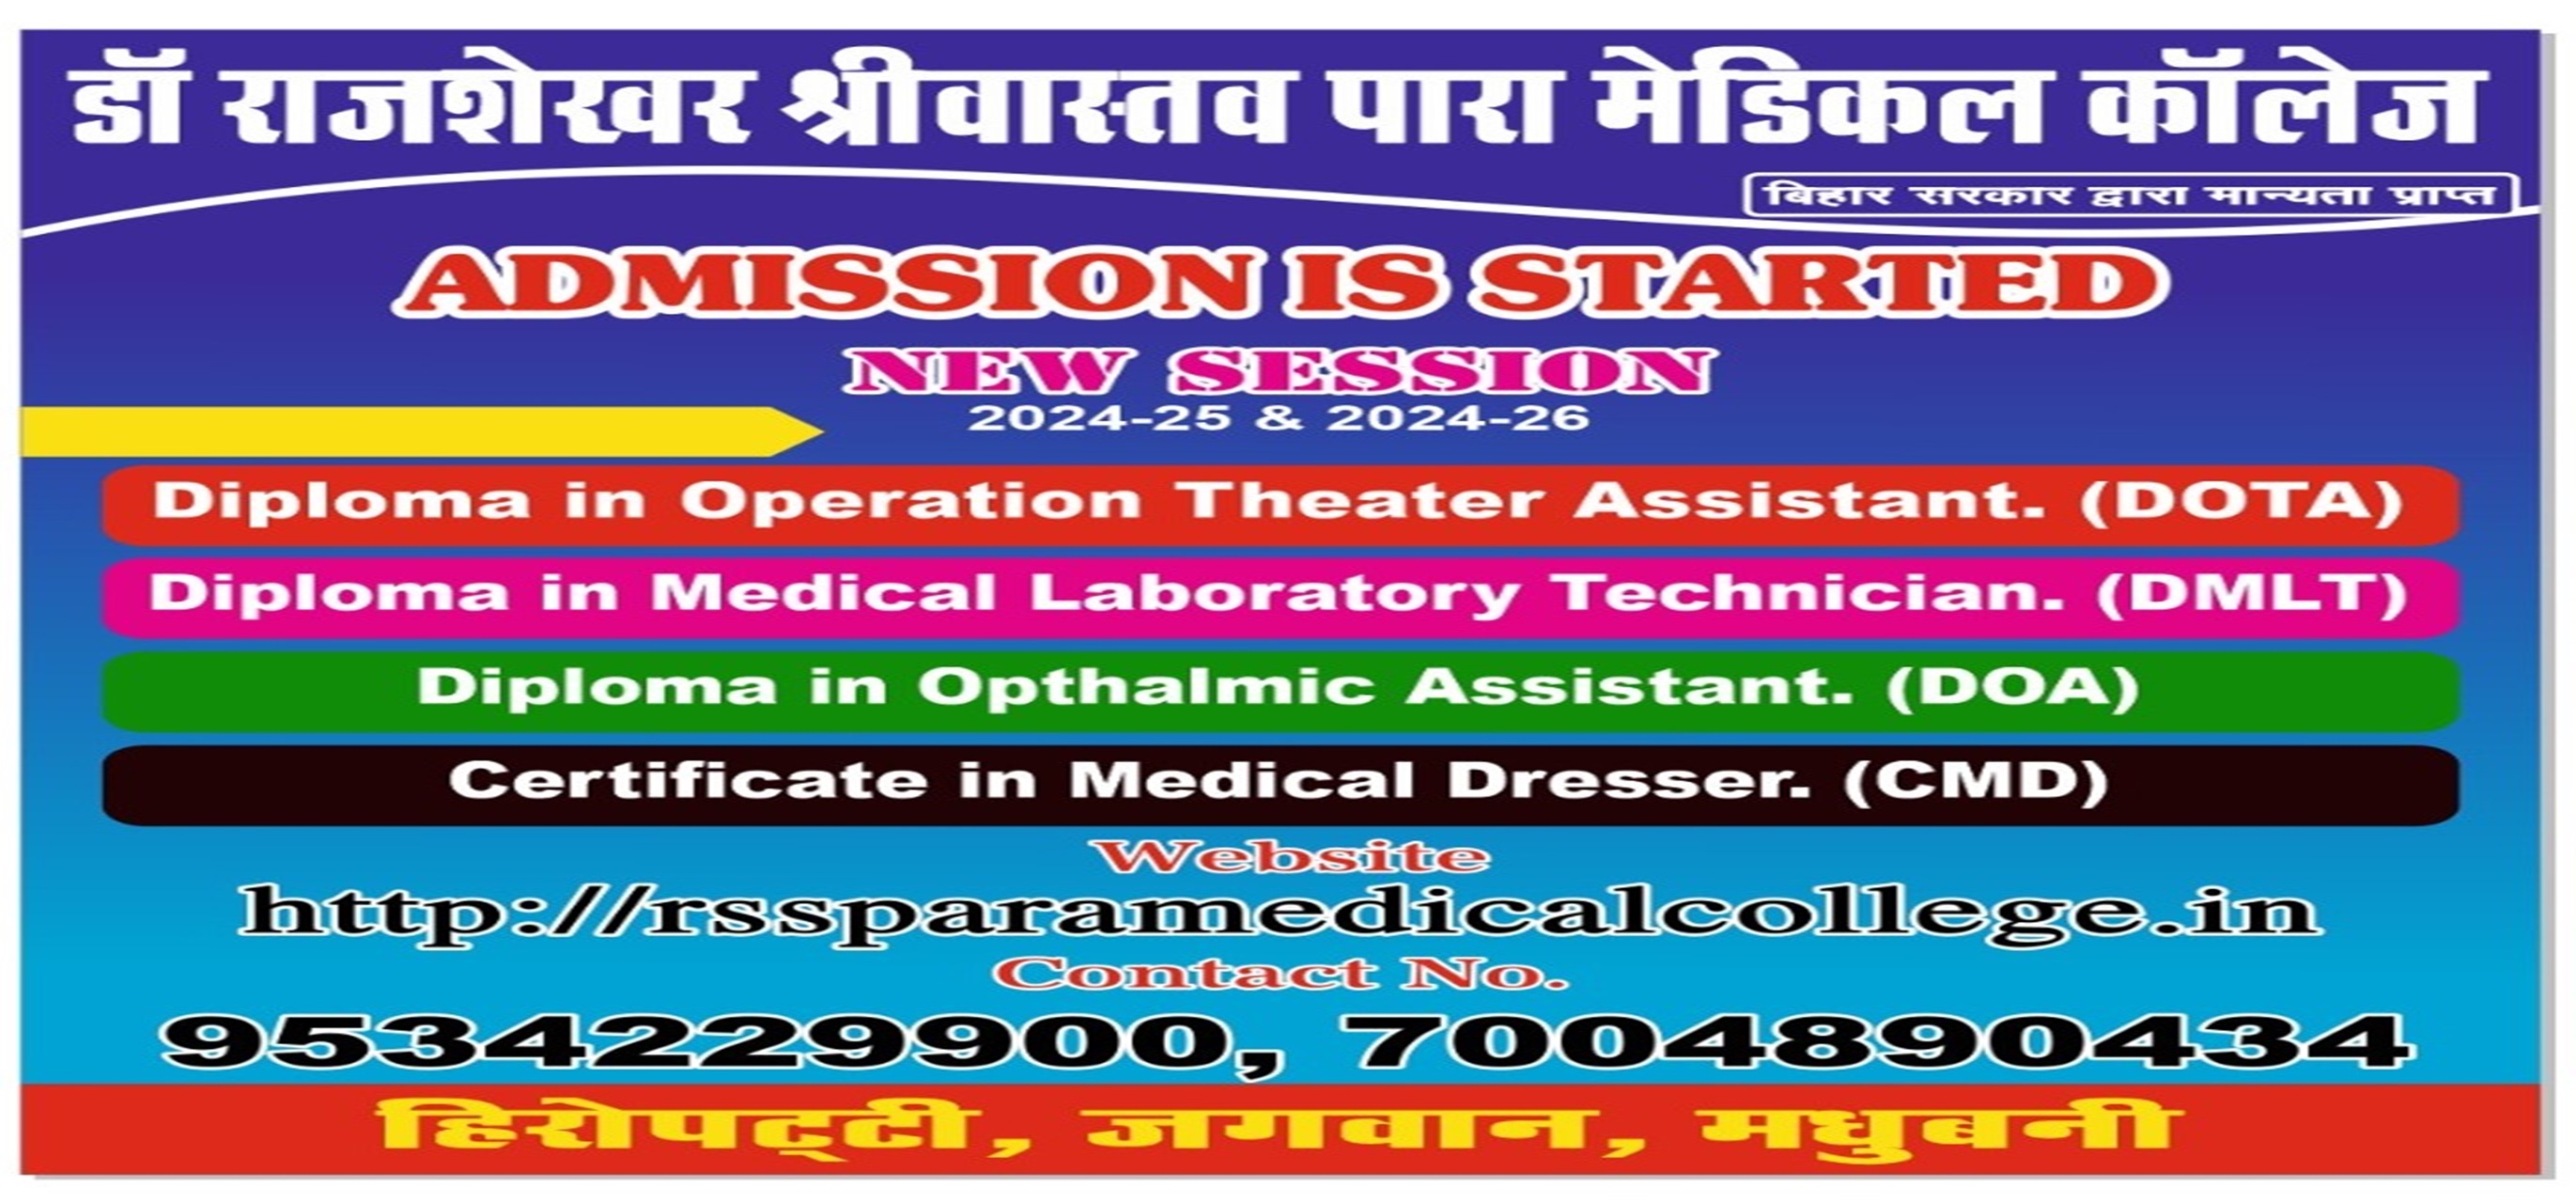 डॉ राजशेखर श्रीवास्तव पारा मेडिकल कॉलेज
बिहार सरकार द्वारा मान्यता प्राप्त
ADMISSION IS STARTED
NEW SESSION
2024-25 & 2024-26
Diploma in Operation Theater Assistant. (DOTA)
Diploma in Medical Laboratory Technician. (DMLT)
Diploma in Opthalmic Assistant. (DOA)
Certificate in Medical Dresser. (CMD)
Website
http://rssparamedicalcollege.in
Contact No.
9534229900, 7004890434
हिरोपट्टी, जगवान, मधुबनी